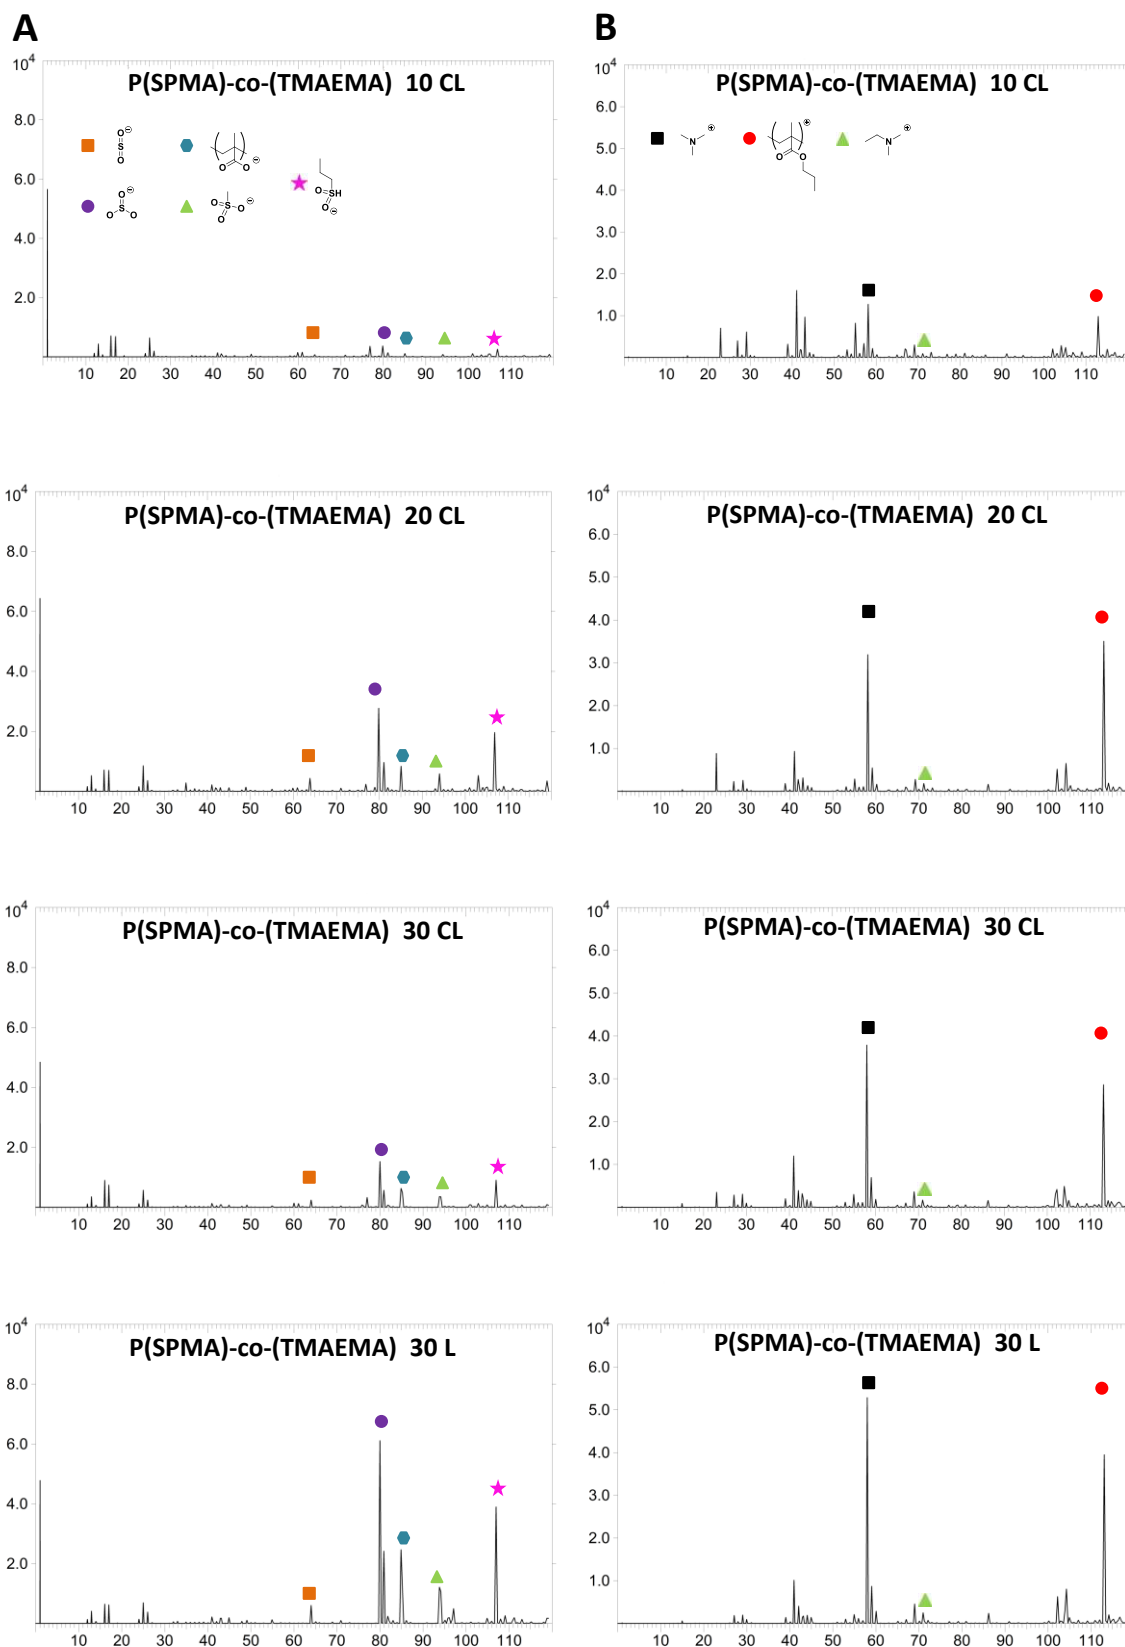 A B
10⁴ P(SPMA)-co-(TMAEMA) 10 CL
8.0
6.0
4.0
2.0
10 20 30 40 50 60 70 80 90 100 110
O⊖
S
O
O O ⊖
O
S
O O
O
S O ⊖
O
O SH
O
⊖
10⁴ P(SPMA)-co-(TMAEMA) 10 CL
6.0
5.0
4.0
3.0
2.0
1.0
10 20 30 40 50 60 70 80 90 100 110
N ⊕
⊕
O O
N ⊕
10⁴ P(SPMA)-co-(TMAEMA) 20 CL
8.0
6.0
4.0
2.0
10 20 30 40 50 60 70 80 90 100 110
10⁴ P(SPMA)-co-(TMAEMA) 20 CL
6.0
5.0
4.0
3.0
2.0
1.0
10 20 30 40 50 60 70 80 90 100 110
10⁴ P(SPMA)-co-(TMAEMA) 30 CL
8.0
6.0
4.0
2.0
10 20 30 40 50 60 70 80 90 100 110
10⁴ P(SPMA)-co-(TMAEMA) 30 CL
6.0
5.0
4.0
3.0
2.0
1.0
10 20 30 40 50 60 70 80 90 100 110
10⁴ P(SPMA)-co-(TMAEMA) 30 L
8.0
6.0
4.0
2.0
10 20 30 40 50 60 70 80 90 100 110
10⁴ P(SPMA)-co-(TMAEMA) 30 L
6.0
5.0
4.0
3.0
2.0
1.0
10 20 30 40 50 60 70 80 90 100 110